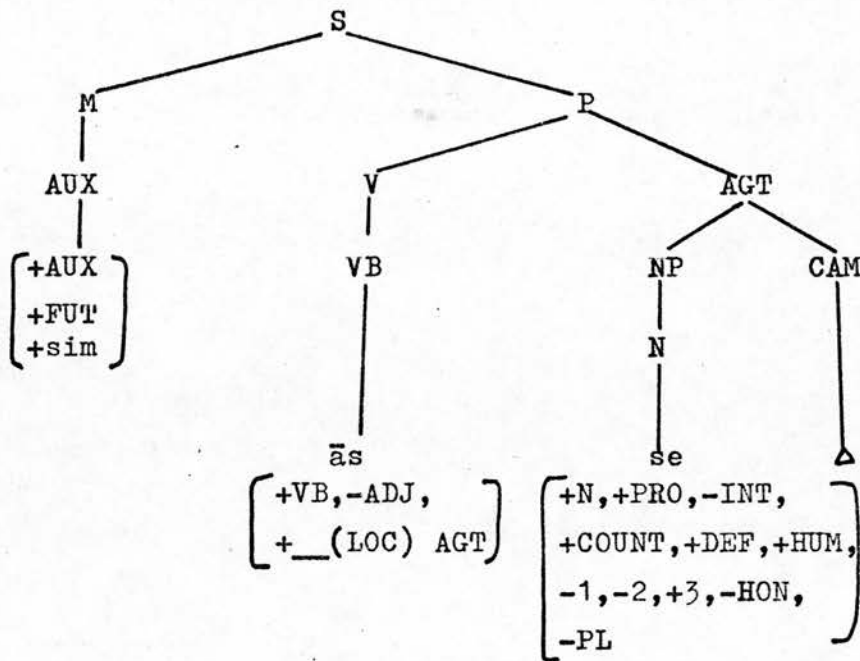 S
M P
AUX V AGT
+AUX VB NP CAM
+FUT
+sim N
ās se Δ
+VB,-ADJ, +N,+PRO,-INT,
+__(LOC) AGT +COUNT,+DEF,+HUM,
-1,-2,+3,-HON,
-PL